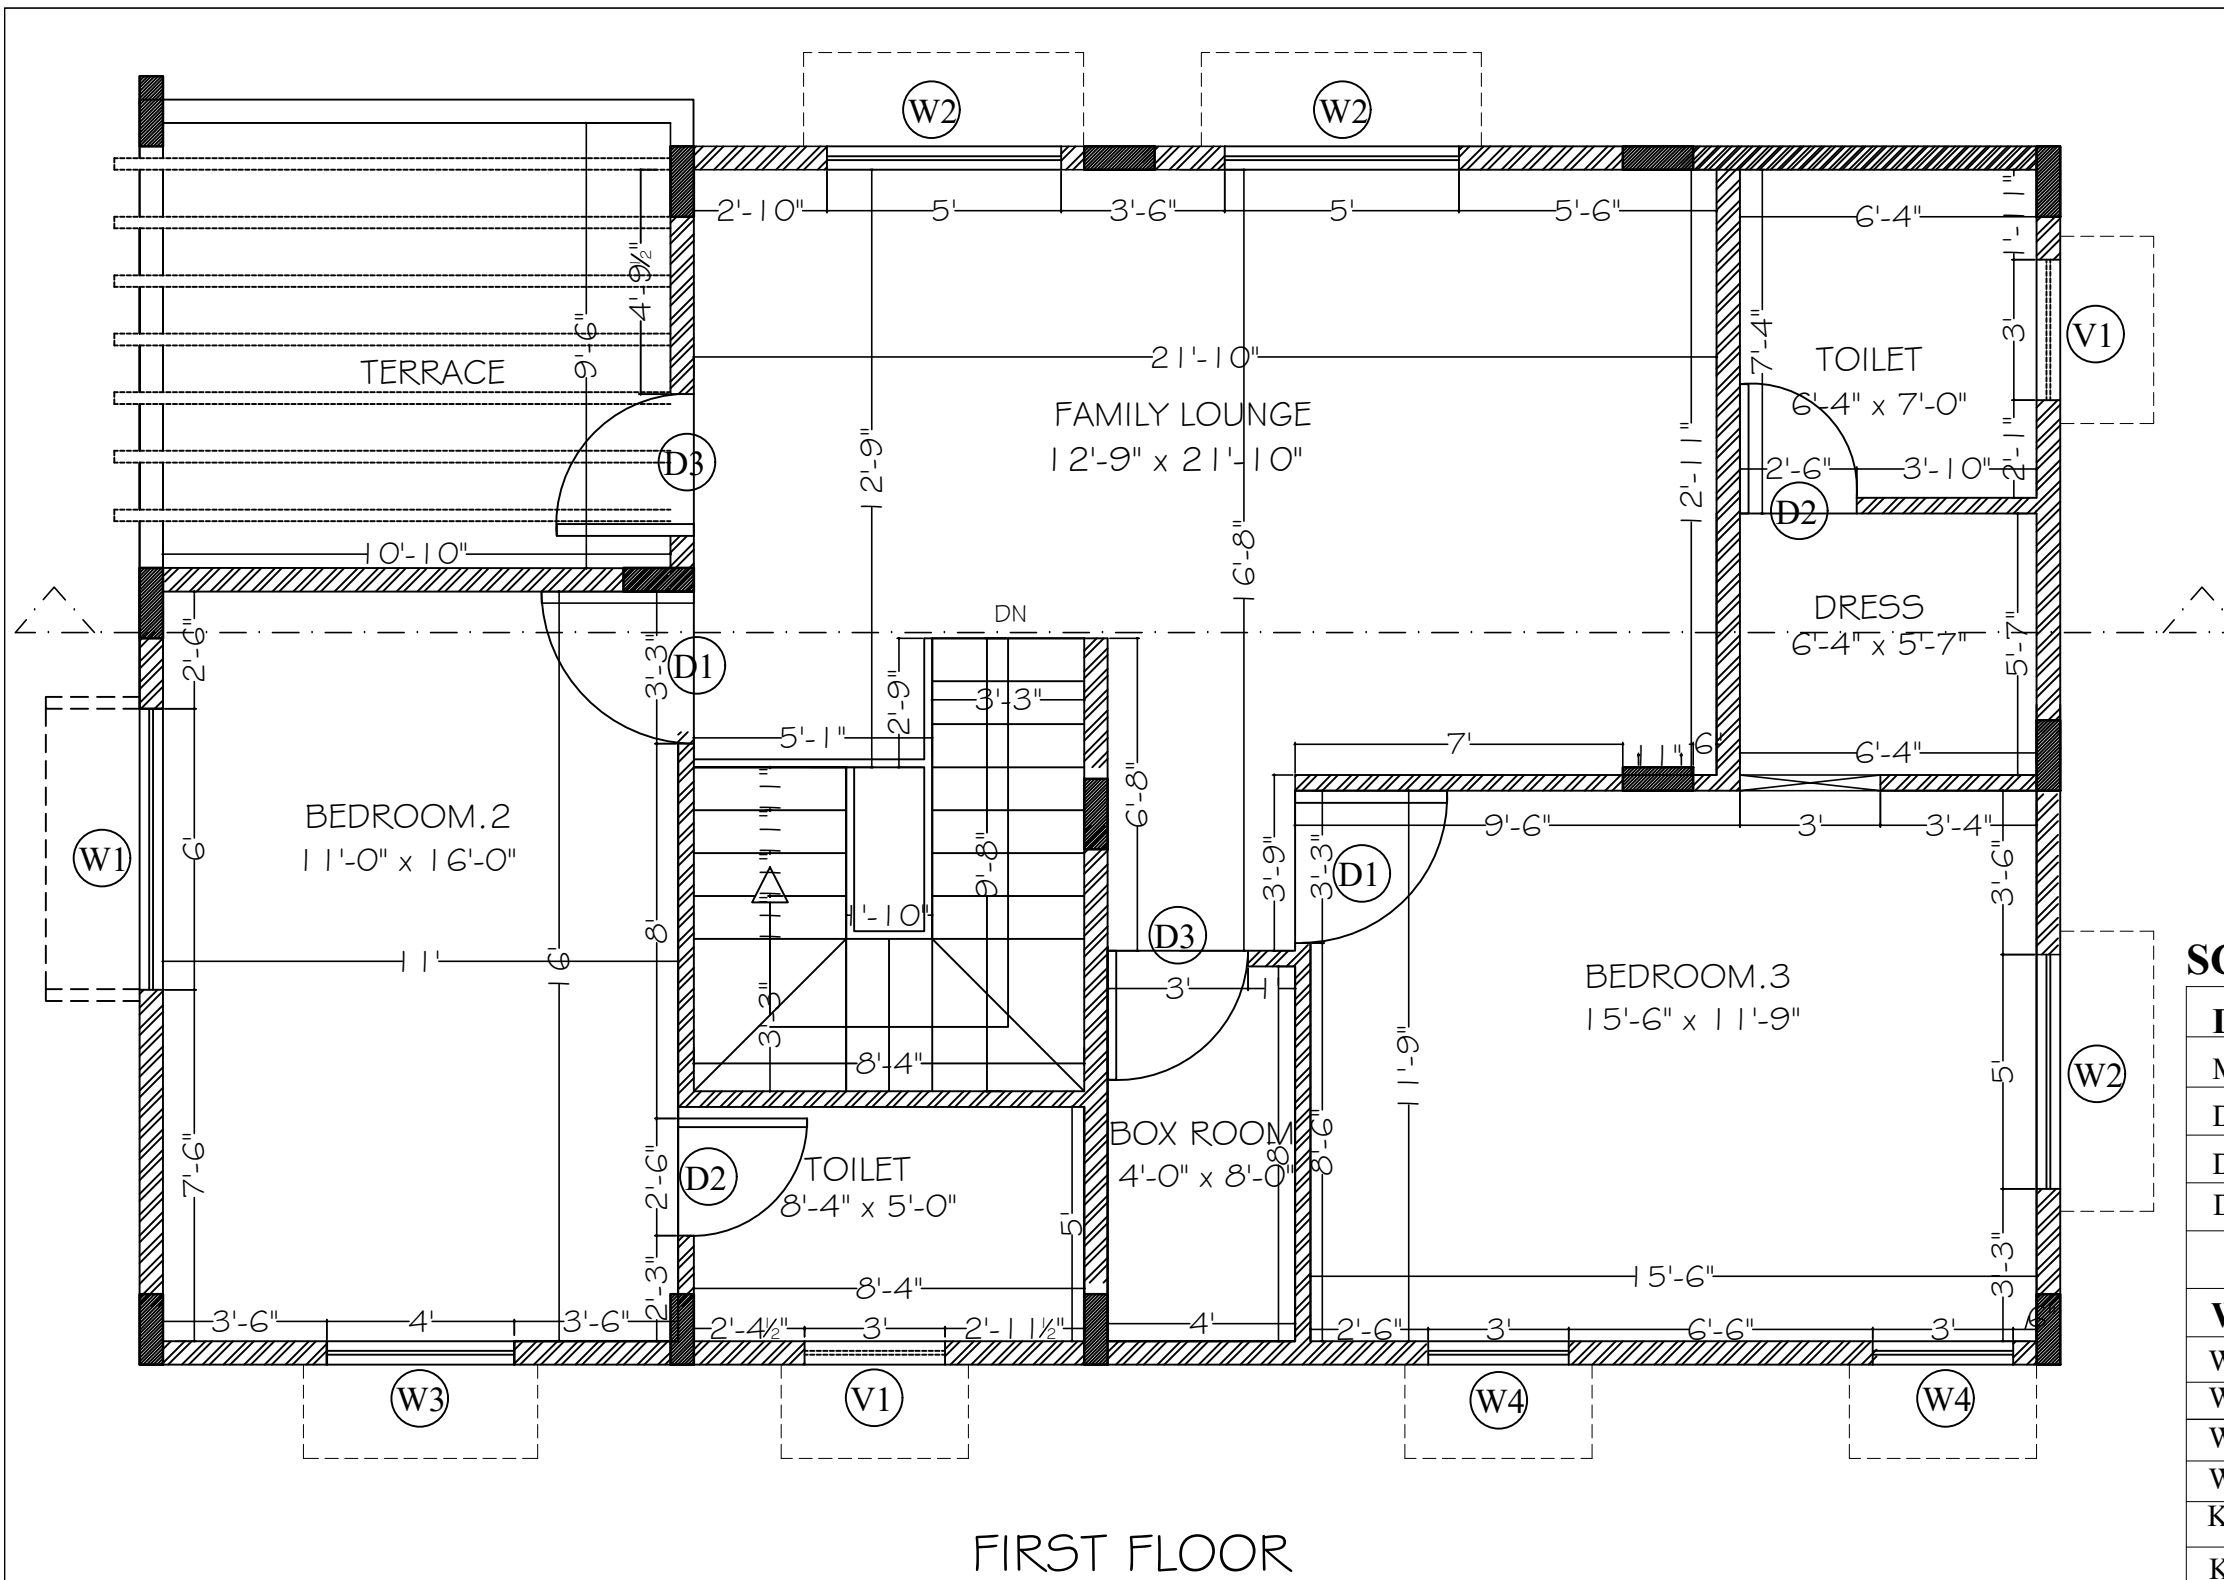 W2
W2
2'-10"
5'
3'-6"
5'
5'-6"
6'-4"
1'-11"
4'-9½"
9'-6"
TERRACE
21'-10"
7'-4"
3'
V1
TOILET
6'-4" x 7'-0"
FAMILY LOUNGE
12'-9" x 21'-10"
D3
12'-9"
12'-11"
2'-6"
3'-10"
2'-1"
D2
10'-10"
16'-8"
DN
DRESS
6'-4" x 5'-7"
5'-7"
2'-6"
3'-3"
D1
2'-9"
3'-3"
5'-1"
7'
11"
6"
6'-4"
6'-8"
BEDROOM.2
11'-0" x 16'-0"
W1
6'
9'-6"
3'
3'-4"
3'-9"
3'-3"
D1
3'-6"
9'-8"
1'-10"
8'
D3
11'
16'
3'-3"
3'
1'
BEDROOM.3
15'-6" x 11'-9"
11'-9"
5'
W2
8'-4"
BOX ROOM
4'-0" x 8'-0"
8'
8'-6"
7'-6"
2'-6"
D2
TOILET
8'-4" x 5'-0"
5'
2'-3"
8'-4"
15'-6"
3'-3"
3'-6"
4'
3'-6"
2'-4½"
3'
2'-11½"
4'
2'-6"
3'
6'-6"
3'
6"
W3
V1
W4
W4
FIRST FLOOR